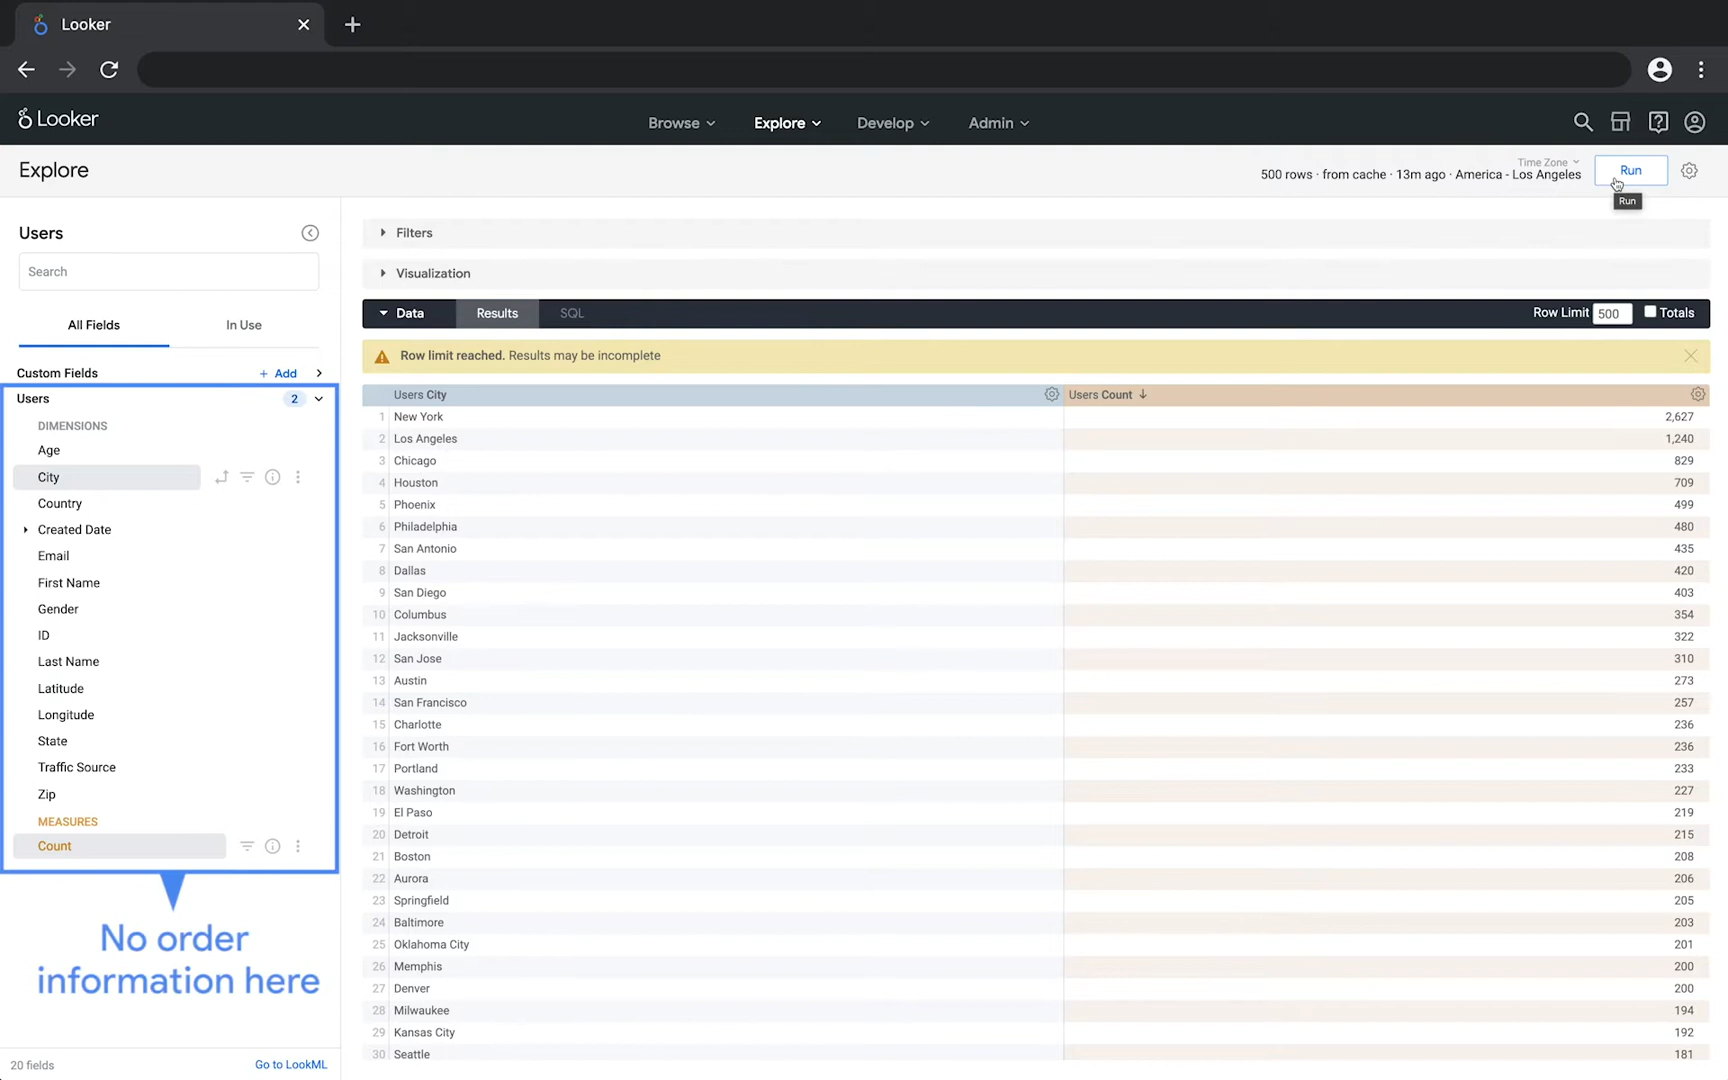 Looker
Looker
Browse
Explore
Develop
Admin
Explore
Time Zone
500 rows · from cache · 13m ago · America - Los Angeles
Run
Run
Users
Search
All Fields
In Use
Custom Fields
+ Add
Users
2
DIMENSIONS
Age
City
Country
Created Date
Email
First Name
Gender
ID
Last Name
Latitude
Longitude
State
Traffic Source
Zip
MEASURES
Count
No order
information here
20 fields
Go to LookML
Filters
Visualization
Data
Results
SQL
Row Limit 500
Totals
Row limit reached. Results may be incomplete
Users City
Users Count
1 New York 2,627
2 Los Angeles 1,240
3 Chicago 829
4 Houston 709
5 Phoenix 499
6 Philadelphia 480
7 San Antonio 435
8 Dallas 420
9 San Diego 403
10 Columbus 354
11 Jacksonville 322
12 San Jose 310
13 Austin 273
14 San Francisco 257
15 Charlotte 236
16 Fort Worth 236
17 Portland 233
18 Washington 227
19 El Paso 219
20 Detroit 215
21 Boston 208
22 Aurora 206
23 Springfield 205
24 Baltimore 203
25 Oklahoma City 201
26 Memphis 200
27 Denver 200
28 Milwaukee 194
29 Kansas City 192
30 Seattle 181